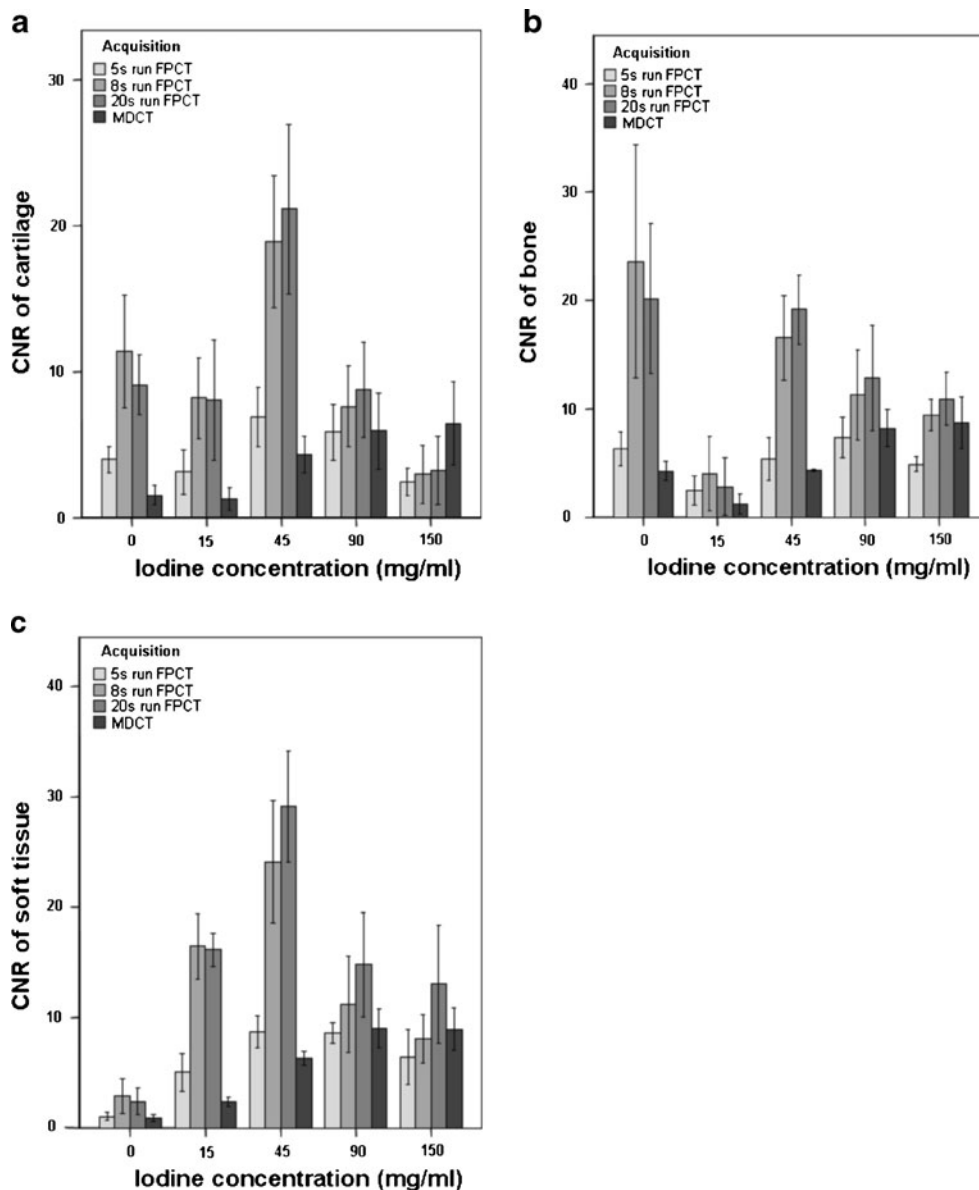 a
Acquisition
5s run FPCT
8s run FPCT
20s run FPCT
MDCT
30
20
10
0
CNR of cartilage
0 15 45 90 150
Iodine concentration (mg/ml)
b
Acquisition
5s run FPCT
8s run FPCT
20s run FPCT
MDCT
40
30
20
10
0
CNR of bone
0 15 45 90 150
Iodine concentration (mg/ml)
c
Acquisition
5s run FPCT
8s run FPCT
20s run FPCT
MDCT
40
30
20
10
0
CNR of soft tissue
0 15 45 90 150
Iodine concentration (mg/ml)